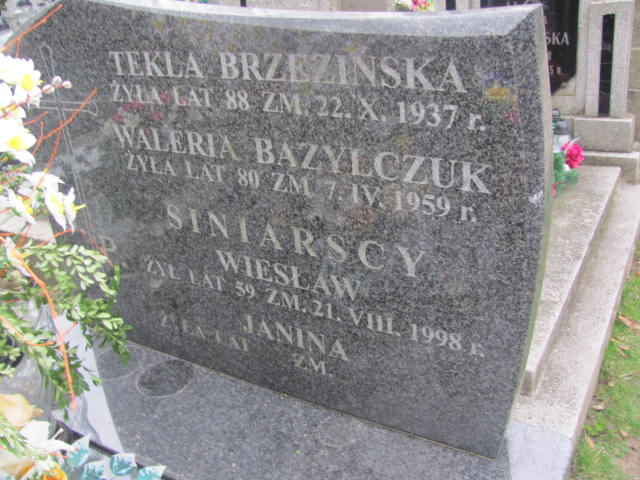 TEKLA BRZEZIŃSKA
ŻYŁA LAT 88 ZM. 22. X. 1937 r.
WALERIA BAZYLCZUK
ŻYŁA LAT 80 ZM 7. IV. 1959 r.
SINIARSCY
WIESŁAW
ŻYŁ LAT 59 ZM. 21. VIII. 1998 r.
JANINA
ŻYŁA LAT ZM.